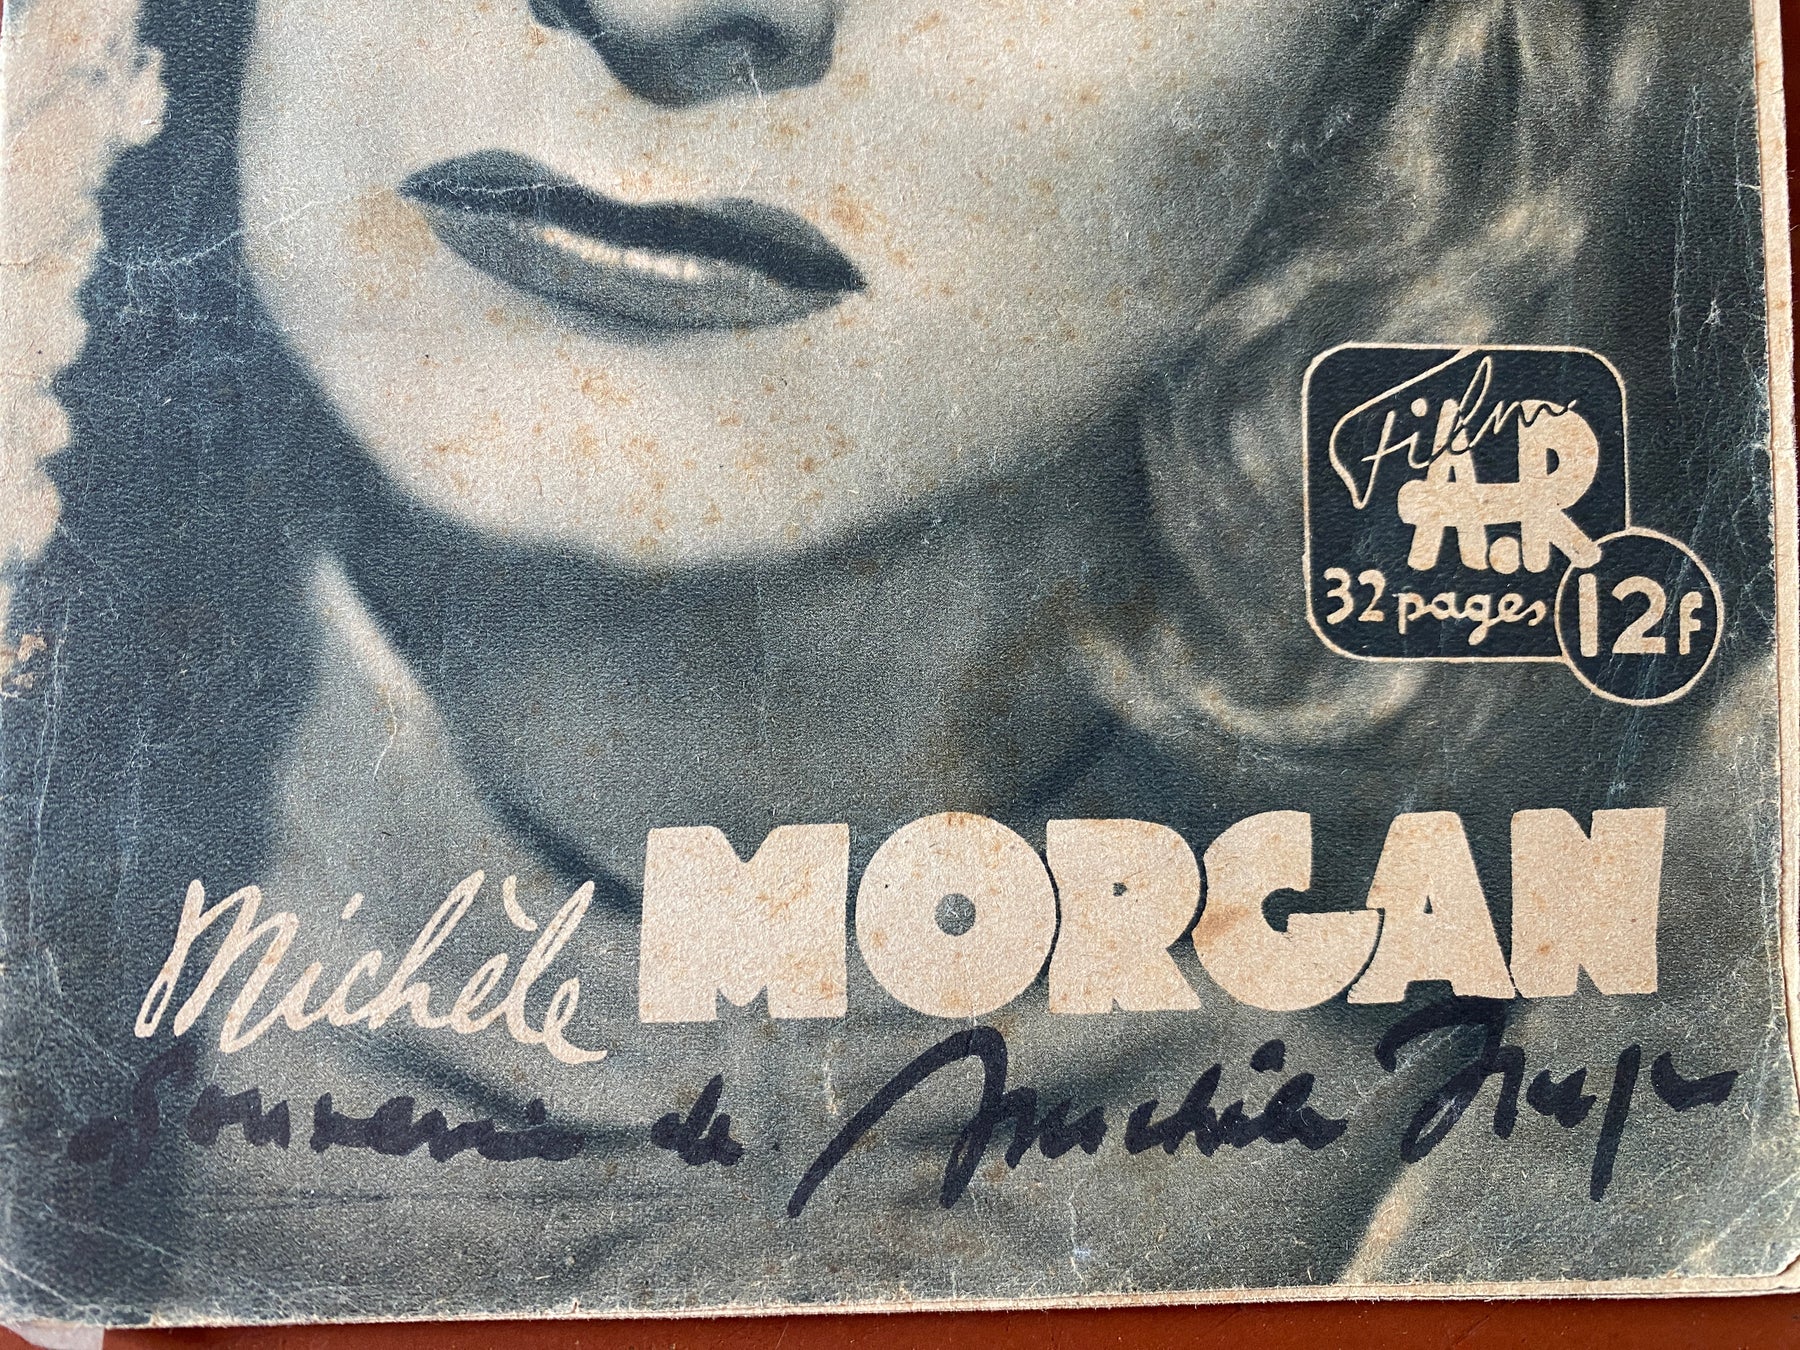 Film
A.R
32 pages 12f
Michèle MORGAN
Souvenir de Michèle Morgan